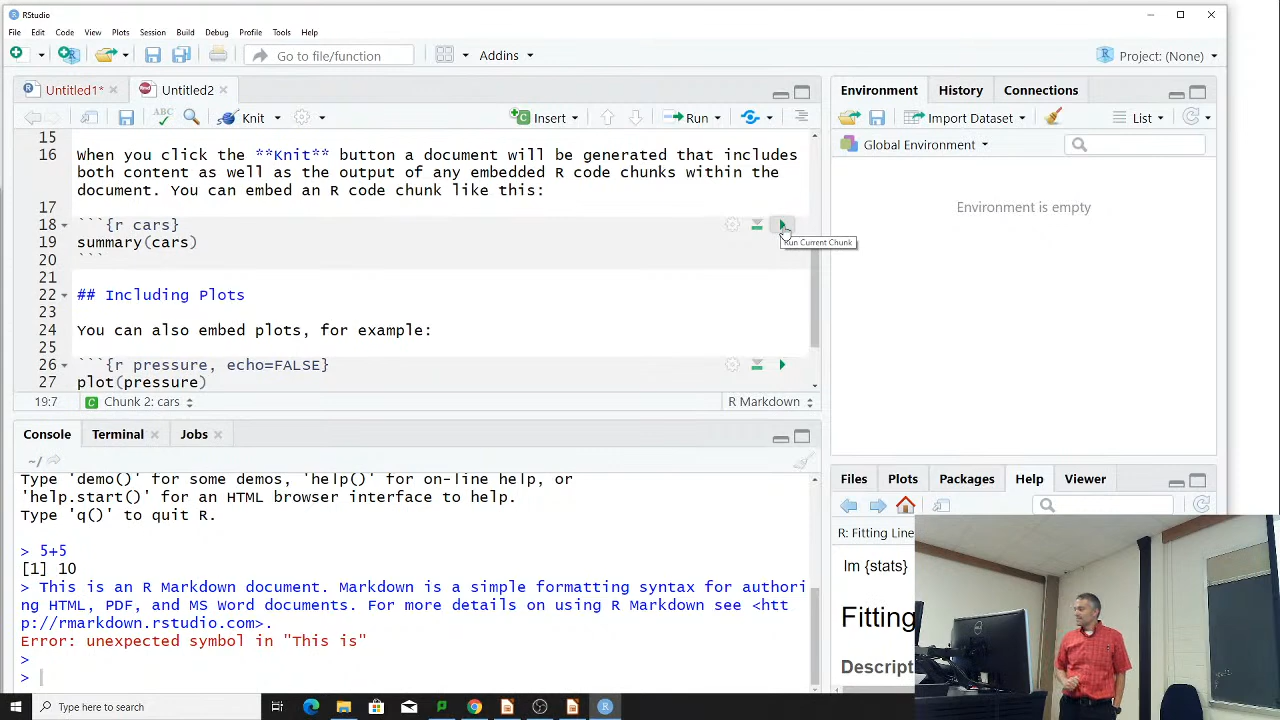 RStudio
File Edit Code View Plots Session Build Debug Profile Tools Help
Go to file/function
Addins
Project: (None)
Untitled1*
Untitled2
Knit
Insert
Run
15
16 When you click the **Knit** button a document will be generated that includes
both content as well as the output of any embedded R code chunks within the
document. You can embed an R code chunk like this:
17
18 ```{r cars}
Run Current Chunk
19 summary(cars)
20 ```
21
22 ## Including Plots
23
24 You can also embed plots, for example:
25
26 ```{r pressure, echo=FALSE}
27 plot(pressure)
19:7
Chunk 2: cars
R Markdown
Console Terminal Jobs
~/
Type 'demo()' for some demos, 'help()' for on-line help, or
'help.start()' for an HTML browser interface to help.
Type 'q()' to quit R.
> 5+5
[1] 10
> This is an R Markdown document. Markdown is a simple formatting syntax for authori
ng HTML, PDF, and MS Word documents. For more details on using R Markdown see <htt
p://rmarkdown.rstudio.com>.
Error: unexpected symbol in "This is"
>
>
Environment History Connections
Import Dataset
List
Global Environment
Environment is empty
Files Plots Packages Help Viewer
R: Fitting Line
lm {stats}
Fitting
Descript
Type here to search